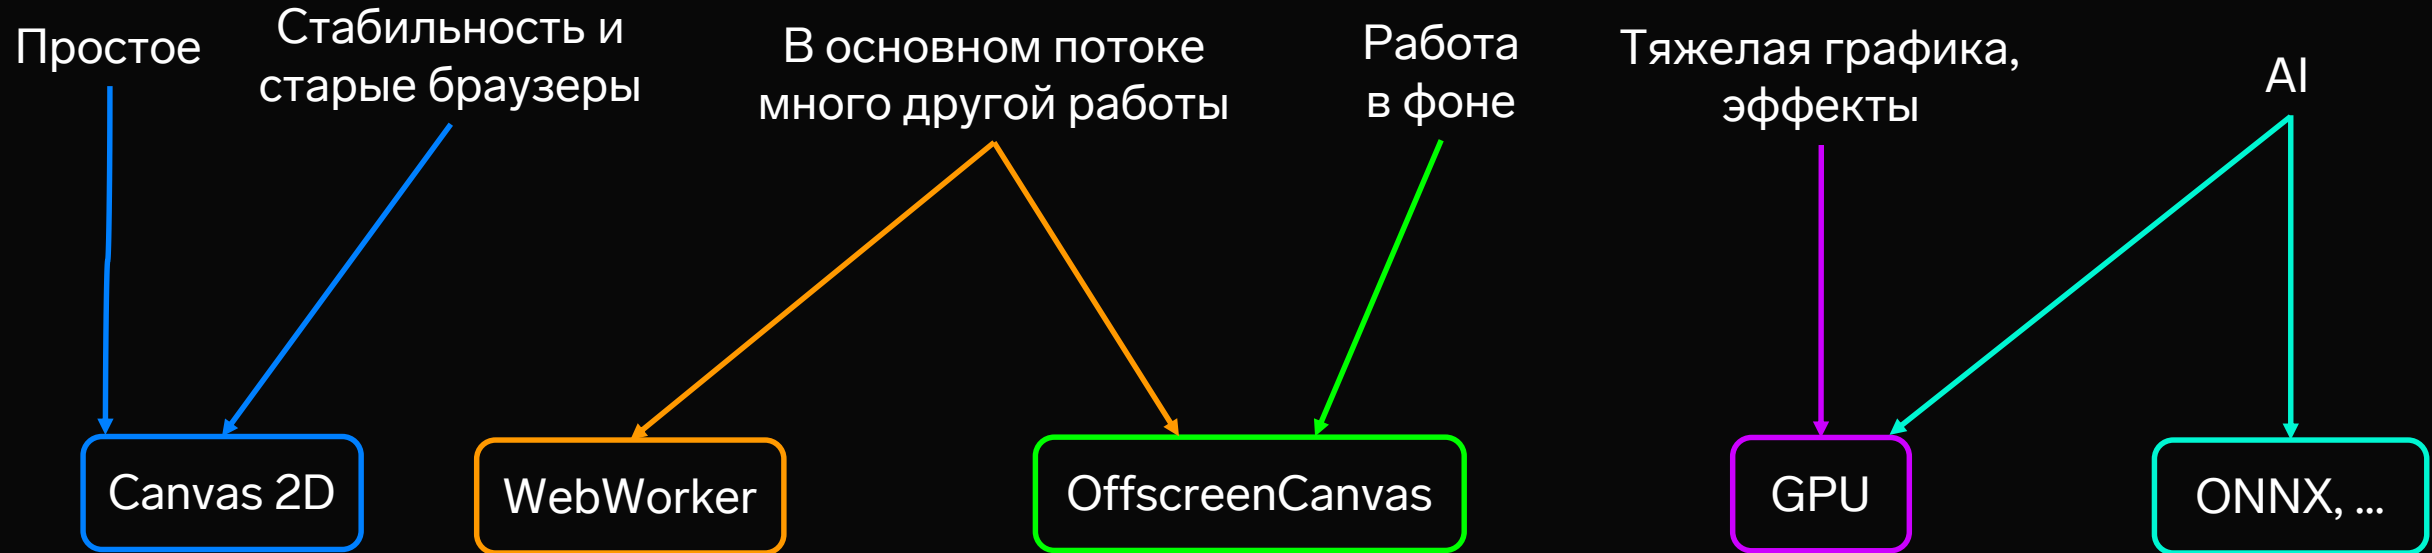 Простое
Стабильность и
старые браузеры
В основном потоке
много другой работы
Работа
в фоне
Тяжелая графика,
эффекты
AI
Canvas 2D
WebWorker
OffscreenCanvas
GPU
ONNX, ...